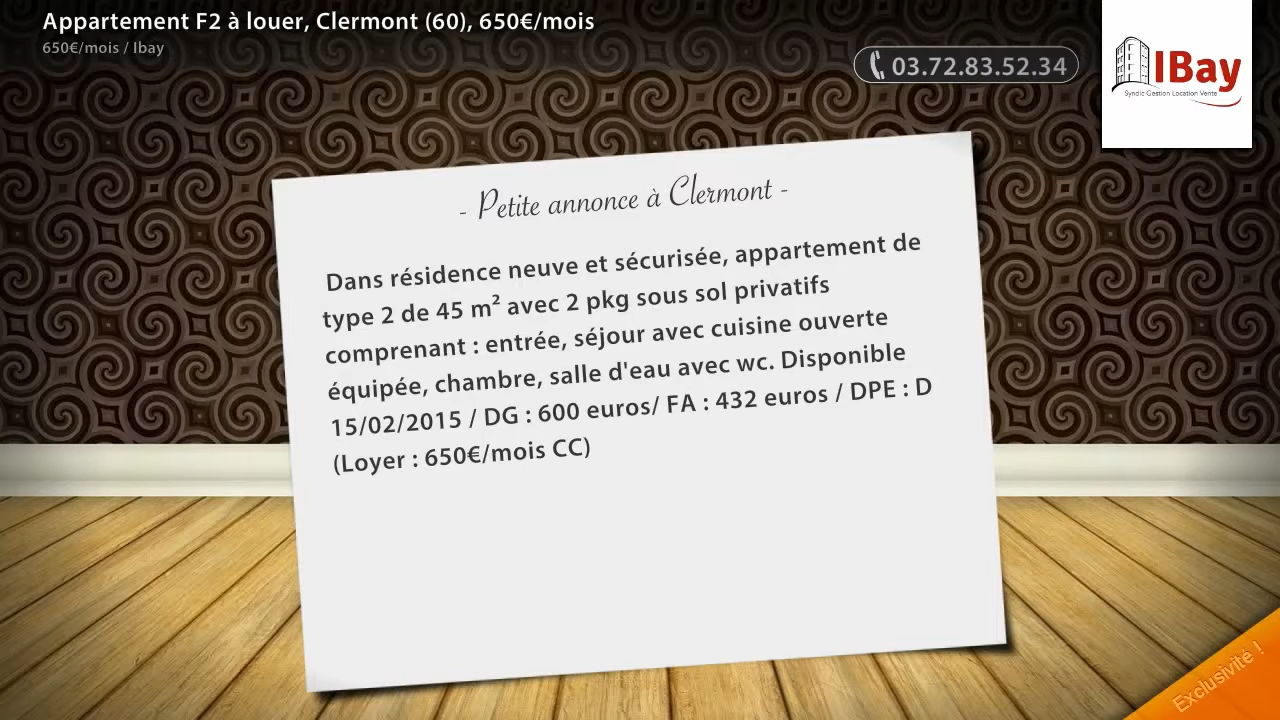 Appartement F2 à louer, Clermont (60), 650€/mois
650€/mois / Ibay
03.72.83.52.34
IBay
Syndic Gestion Location Vente
- Petite annonce à Clermont -
Dans résidence neuve et sécurisée, appartement de
type 2 de 45 m² avec 2 pkg sous sol privatifs
comprenant : entrée, séjour avec cuisine ouverte
équipée, chambre, salle d'eau avec wc. Disponible
15/02/2015 / DG : 600 euros/ FA : 432 euros / DPE : D
(Loyer : 650€/mois CC)
Exclusivité !